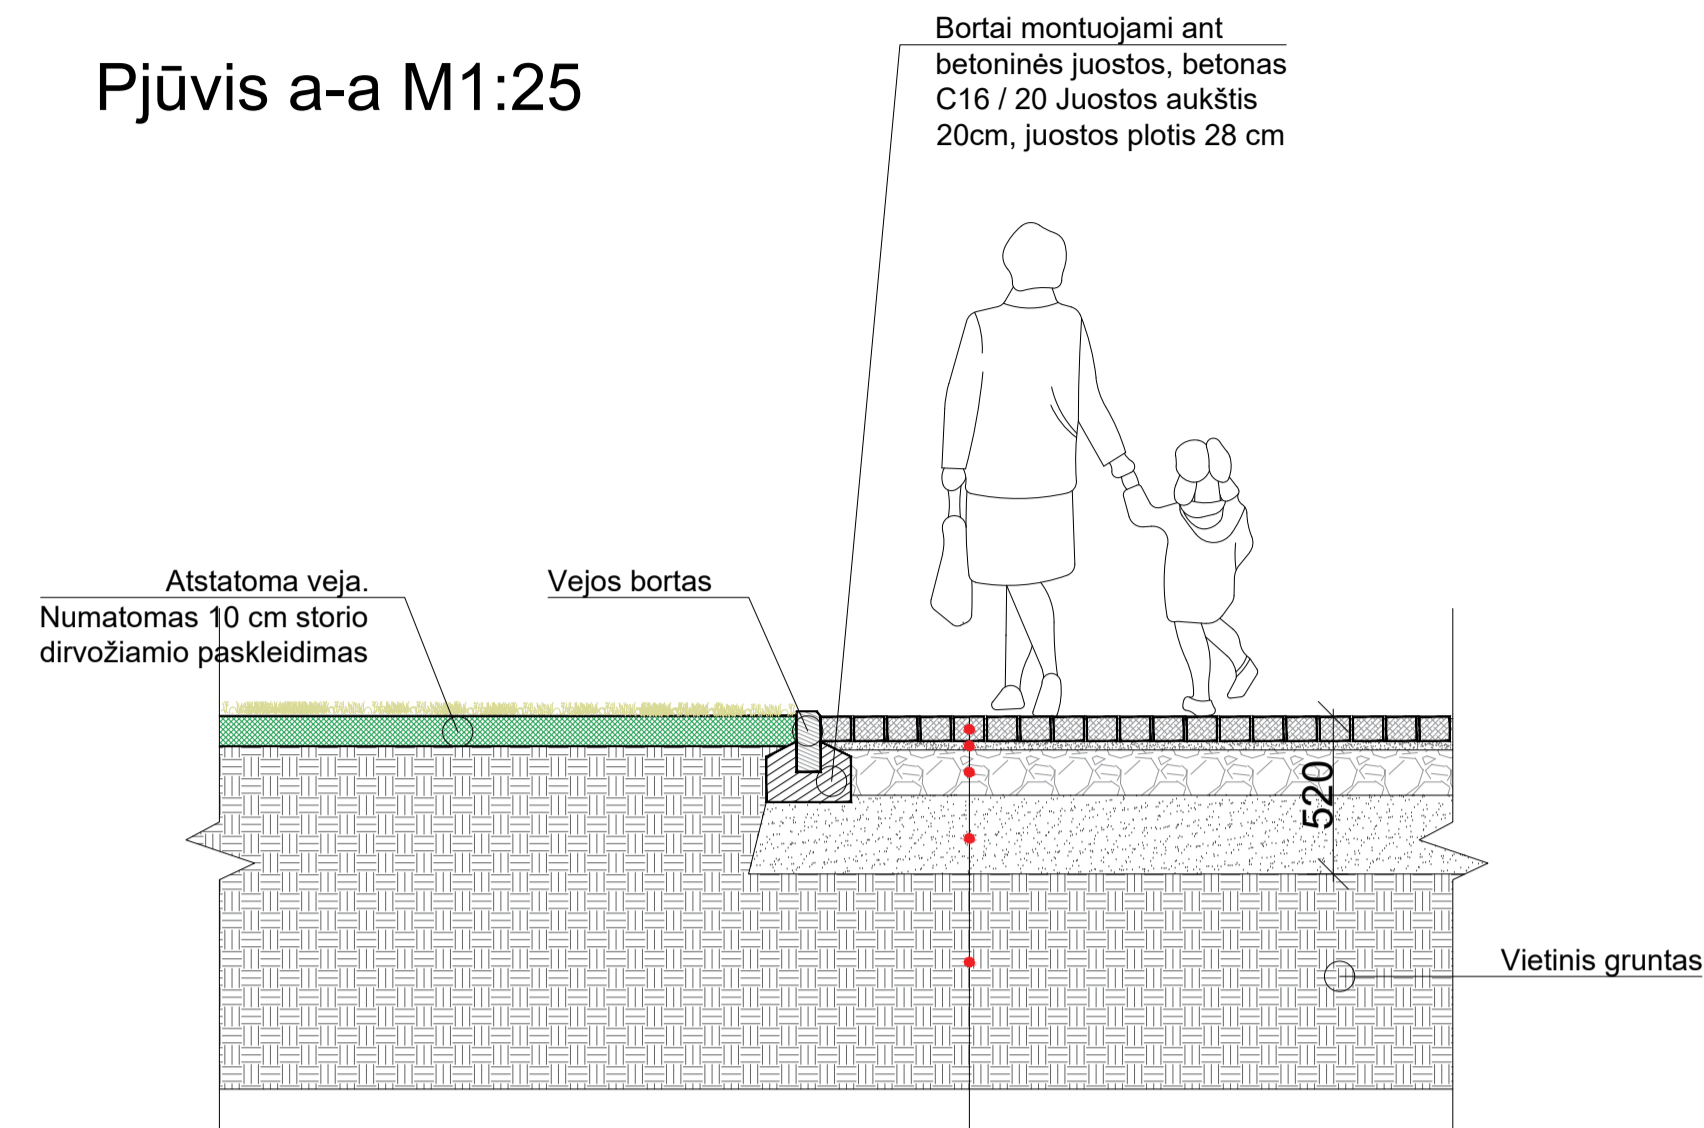 Pjūvis a-a M1:25
Bortai montuojami ant
betoninės juostos, betonas
C16 / 20 Juostos aukštis
20cm, juostos plotis 28 cm
Atstatoma veja.
Numatomas 10 cm storio
dirvožiamio paskleidimas
Vejos bortas
520
Vietinis gruntas